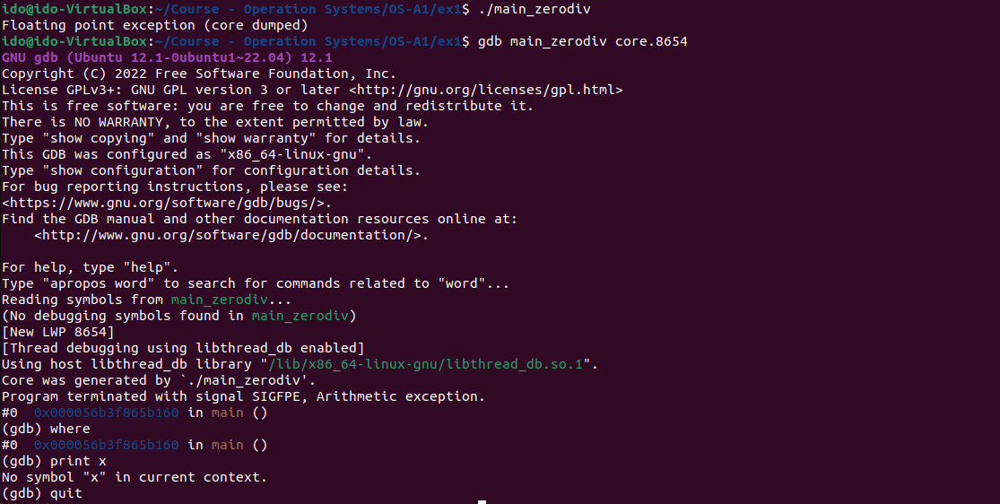 ido@ido-VirtualBox:~/Course - Operation Systems/OS-A1/ex1$ ./main_zerodiv
Floating point exception (core dumped)
ido@ido-VirtualBox:~/Course - Operation Systems/OS-A1/ex1$ gdb main_zerodiv core.8654
GNU gdb (Ubuntu 12.1-0ubuntu1~22.04) 12.1
Copyright (C) 2022 Free Software Foundation, Inc.
License GPLv3+: GNU GPL version 3 or later <http://gnu.org/licenses/gpl.html>
This is free software: you are free to change and redistribute it.
There is NO WARRANTY, to the extent permitted by law.
Type "show copying" and "show warranty" for details.
This GDB was configured as "x86_64-linux-gnu".
Type "show configuration" for configuration details.
For bug reporting instructions, please see:
<https://www.gnu.org/software/gdb/bugs/>.
Find the GDB manual and other documentation resources online at:
    <http://www.gnu.org/software/gdb/documentation/>.

For help, type "help".
Type "apropos word" to search for commands related to "word"...
Reading symbols from main_zerodiv...
(No debugging symbols found in main_zerodiv)
[New LWP 8654]
[Thread debugging using libthread_db enabled]
Using host libthread_db library "/lib/x86_64-linux-gnu/libthread_db.so.1".
Core was generated by `./main_zerodiv'.
Program terminated with signal SIGFPE, Arithmetic exception.
#0  0x000056b3f865b160 in main ()
(gdb) where
#0  0x000056b3f865b160 in main ()
(gdb) print x
No symbol "x" in current context.
(gdb) quit